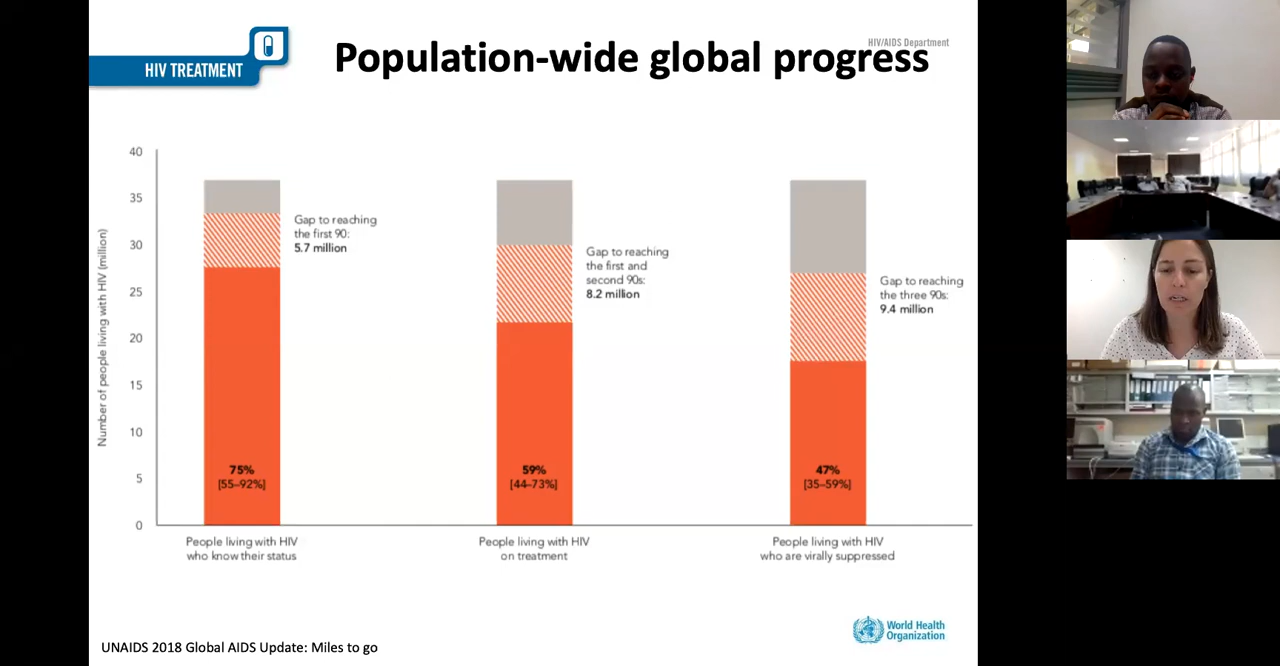 HIV TREATMENT
HIV/AIDS Department
Population-wide global progress
Number of people living with HIV (million)
40
35
30
25
20
15
10
5
0
Gap to reaching
the first 90:
5.7 million
Gap to reaching
the first and
second 90s:
8.2 million
Gap to reaching
the three 90s:
9.4 million
75%
[55–92%]
59%
[44–73%]
47%
[35–59%]
People living with HIV
who know their status
People living with HIV
on treatment
People living with HIV
who are virally suppressed
UNAIDS 2018 Global AIDS Update: Miles to go
World Health
Organization